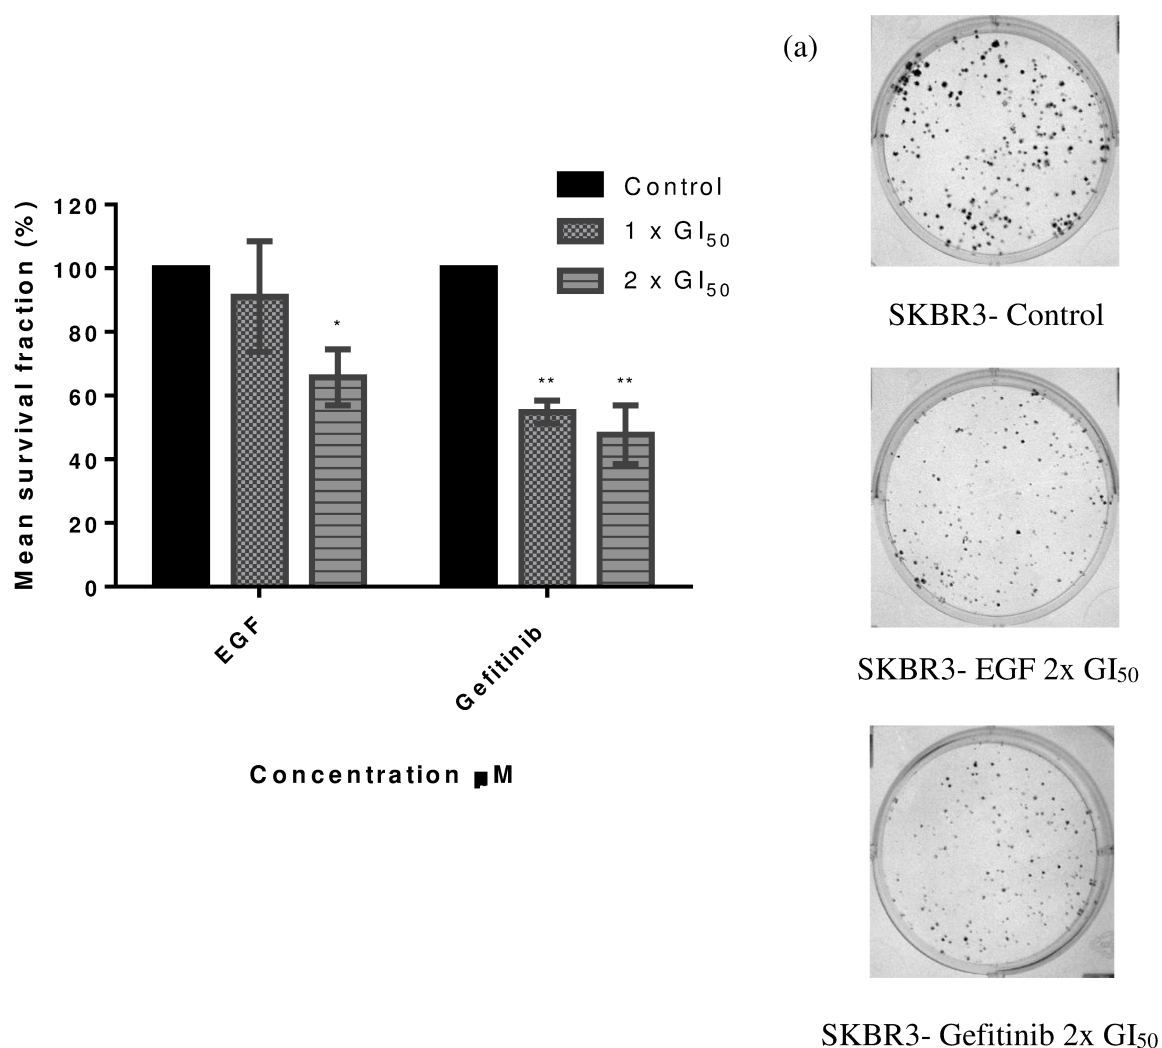 (a)
Control
1 x GI50
2 x GI50
Mean survival fraction (%)
120
100
80
60
40
20
0
*
**
**
EGF
Gefitinib
Concentration µM
SKBR3- Control
SKBR3- EGF 2x GI50
SKBR3- Gefitinib 2x GI50